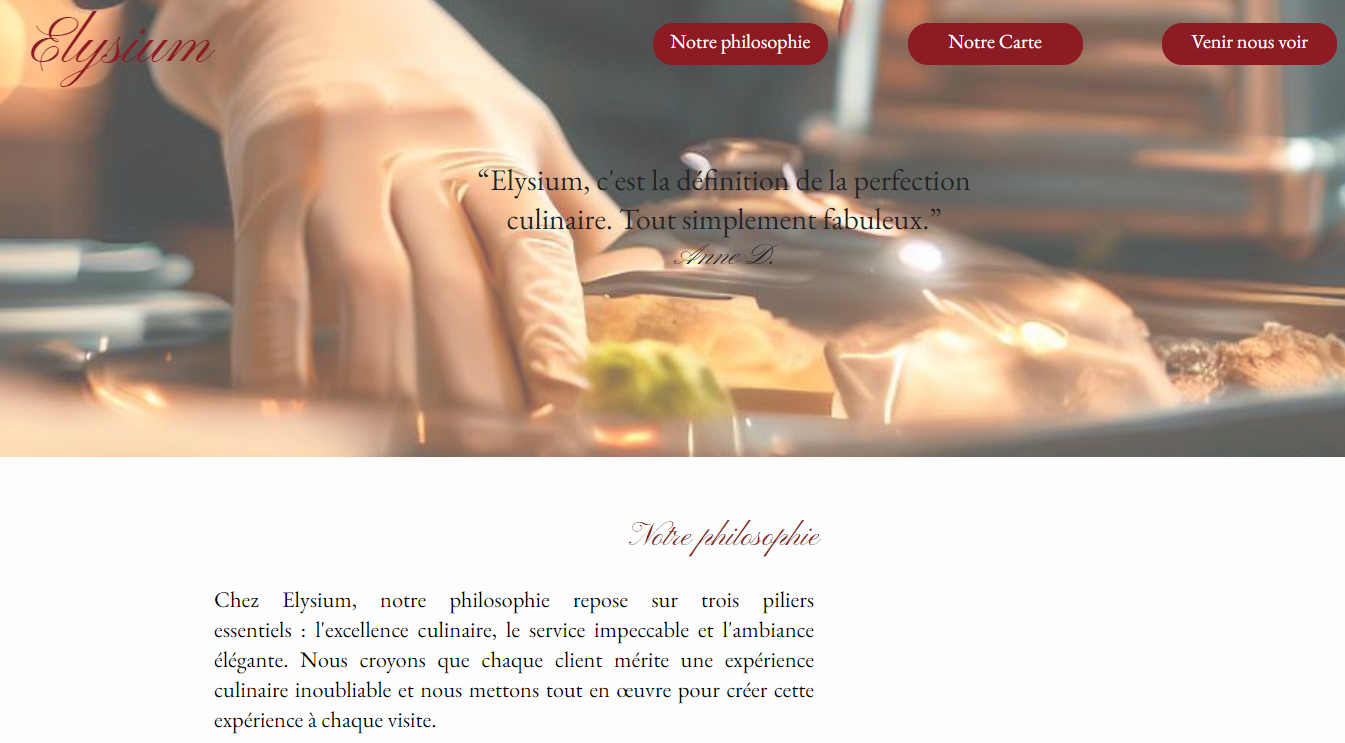 Elysium
Notre philosophie
Notre Carte
Venir nous voir
“Elysium, c'est la définition de la perfection
culinaire. Tout simplement fabuleux.”
Anne D.
Notre philosophie
Chez Elysium, notre philosophie repose sur trois piliers
essentiels : l'excellence culinaire, le service impeccable et l'ambiance
élégante. Nous croyons que chaque client mérite une expérience
culinaire inoubliable et nous mettons tout en œuvre pour créer cette
expérience à chaque visite.